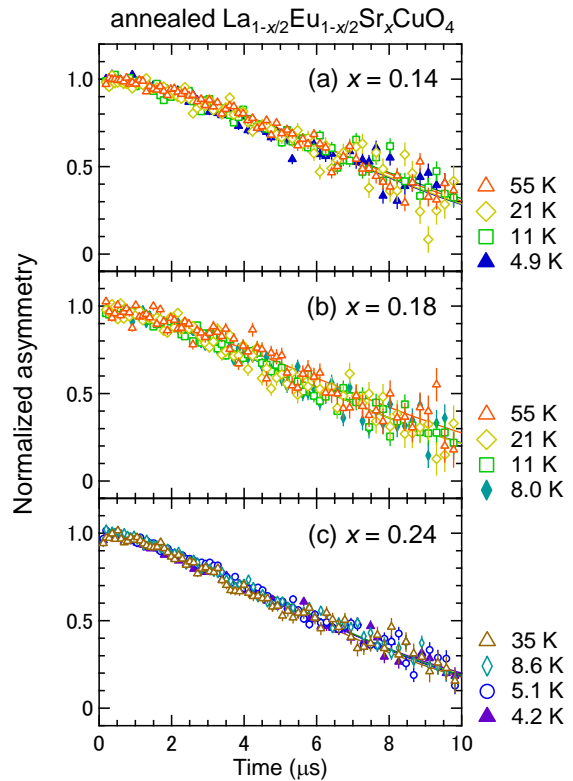 annealed La1-x/2Eu1-x/2SrxCuO4
Normalized asymmetry
1.0
0.5
0
(a) x = 0.14
55 K
21 K
11 K
4.9 K
1.0
0.5
0
(b) x = 0.18
55 K
21 K
11 K
8.0 K
1.0
0.5
0
(c) x = 0.24
35 K
8.6 K
5.1 K
4.2 K
0 2 4 6 8 10
Time (μs)